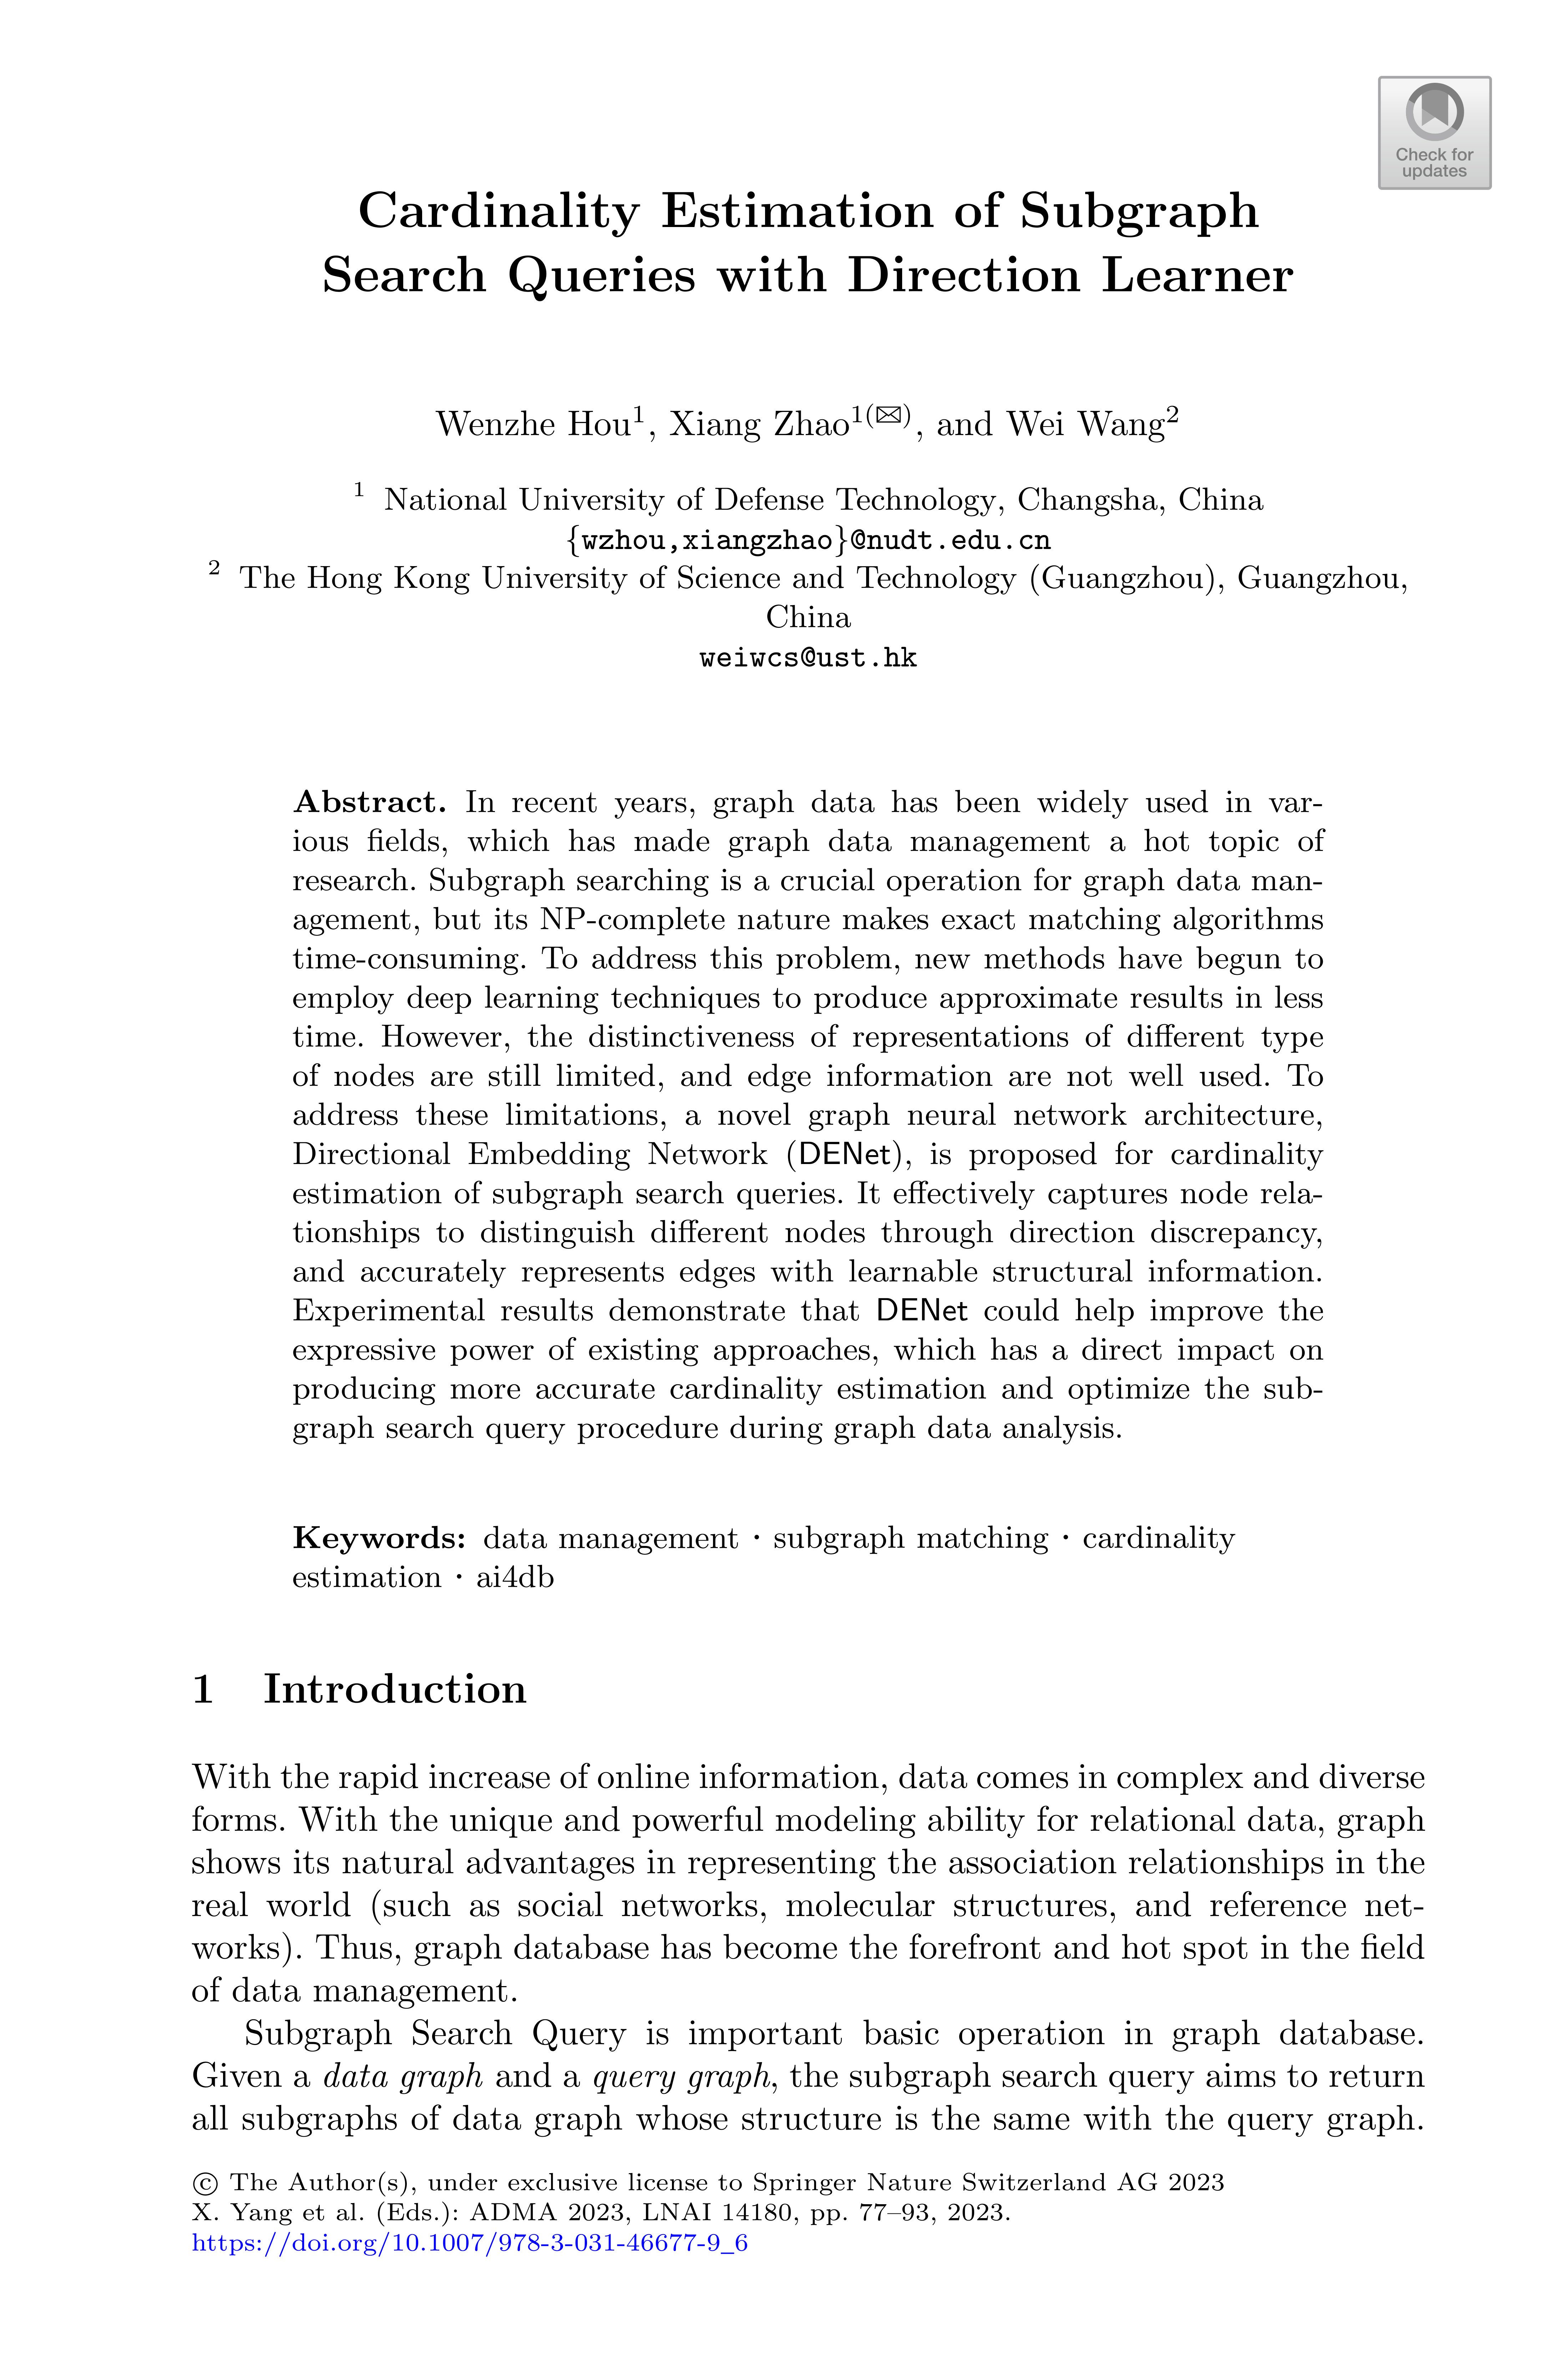 Check for
updates
Cardinality Estimation of Subgraph
Search Queries with Direction Learner
Wenzhe Hou¹, Xiang Zhao¹⁽✉⁾, and Wei Wang²
¹ National University of Defense Technology, Changsha, China
{wzhou,xiangzhao}@nudt.edu.cn
² The Hong Kong University of Science and Technology (Guangzhou), Guangzhou,
China
weiwcs@ust.hk
Abstract. In recent years, graph data has been widely used in var-
ious fields, which has made graph data management a hot topic of
research. Subgraph searching is a crucial operation for graph data man-
agement, but its NP-complete nature makes exact matching algorithms
time-consuming. To address this problem, new methods have begun to
employ deep learning techniques to produce approximate results in less
time. However, the distinctiveness of representations of different type
of nodes are still limited, and edge information are not well used. To
address these limitations, a novel graph neural network architecture,
Directional Embedding Network (DENet), is proposed for cardinality
estimation of subgraph search queries. It effectively captures node rela-
tionships to distinguish different nodes through direction discrepancy,
and accurately represents edges with learnable structural information.
Experimental results demonstrate that DENet could help improve the
expressive power of existing approaches, which has a direct impact on
producing more accurate cardinality estimation and optimize the sub-
graph search query procedure during graph data analysis.
Keywords: data management · subgraph matching · cardinality
estimation · ai4db
1 Introduction
With the rapid increase of online information, data comes in complex and diverse
forms. With the unique and powerful modeling ability for relational data, graph
shows its natural advantages in representing the association relationships in the
real world (such as social networks, molecular structures, and reference net-
works). Thus, graph database has become the forefront and hot spot in the field
of data management.
Subgraph Search Query is important basic operation in graph database.
Given a data graph and a query graph, the subgraph search query aims to return
all subgraphs of data graph whose structure is the same with the query graph.
© The Author(s), under exclusive license to Springer Nature Switzerland AG 2023
X. Yang et al. (Eds.): ADMA 2023, LNAI 14180, pp. 77–93, 2023.
https://doi.org/10.1007/978-3-031-46677-9_6